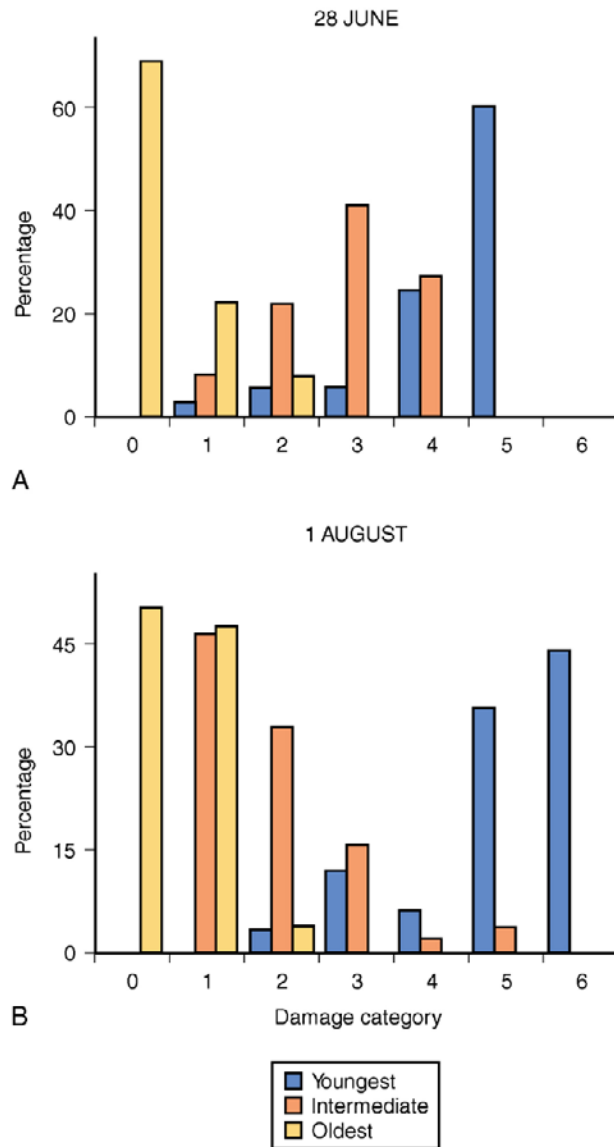 28 JUNE
Percentage
60
40
20
0
0 1 2 3 4 5 6
A
1 AUGUST
Percentage
45
30
15
0
0 1 2 3 4 5 6
B
Damage category
Youngest
Intermediate
Oldest